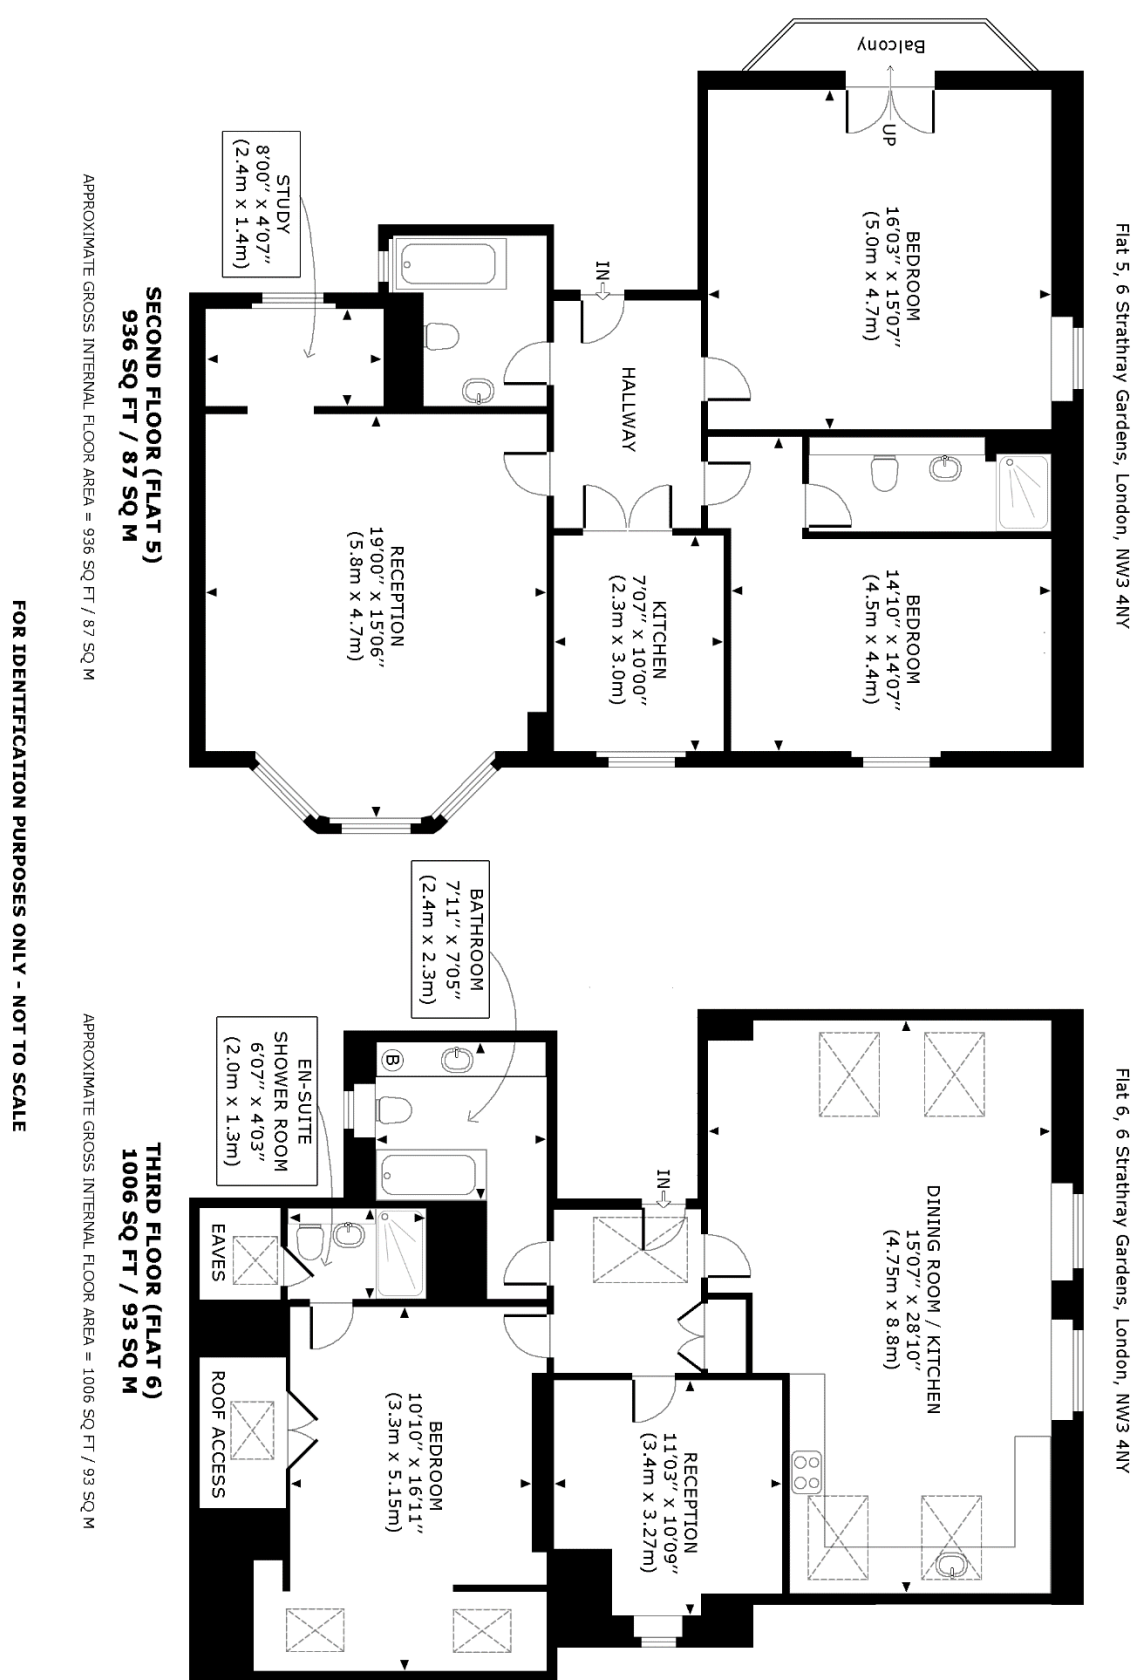 Flat 5, 6 Strathray Gardens, London, NW3 4NY
Balcony
UP
BEDROOM
16'03'' x 15'07''
(5.0m x 4.7m)
IN
HALLWAY
BEDROOM
14'10'' x 14'07''
(4.5m x 4.4m)
KITCHEN
7'07'' x 10'00''
(2.3m x 3.0m)
RECEPTION
19'00'' x 15'06''
(5.8m x 4.7m)
STUDY
8'00'' x 4'07''
(2.4m x 1.4m)
SECOND FLOOR (FLAT 5)
936 SQ FT / 87 SQ M
APPROXIMATE GROSS INTERNAL FLOOR AREA = 936 SQ FT / 87 SQ M
Flat 6, 6 Strathray Gardens, London, NW3 4NY
DINING ROOM / KITCHEN
15'07'' x 28'10''
(4.75m x 8.8m)
IN
RECEPTION
11'03'' x 10'09''
(3.4m x 3.27m)
BATHROOM
7'11'' x 7'05''
(2.4m x 2.3m)
B
BEDROOM
10'10'' x 16'11''
(3.3m x 5.15m)
EN-SUITE
SHOWER ROOM
6'07'' x 4'03''
(2.0m x 1.3m)
EAVES
ROOF ACCESS
THIRD FLOOR (FLAT 6)
1006 SQ FT / 93 SQ M
APPROXIMATE GROSS INTERNAL FLOOR AREA = 1006 SQ FT / 93 SQ M
FOR IDENTIFICATION PURPOSES ONLY - NOT TO SCALE